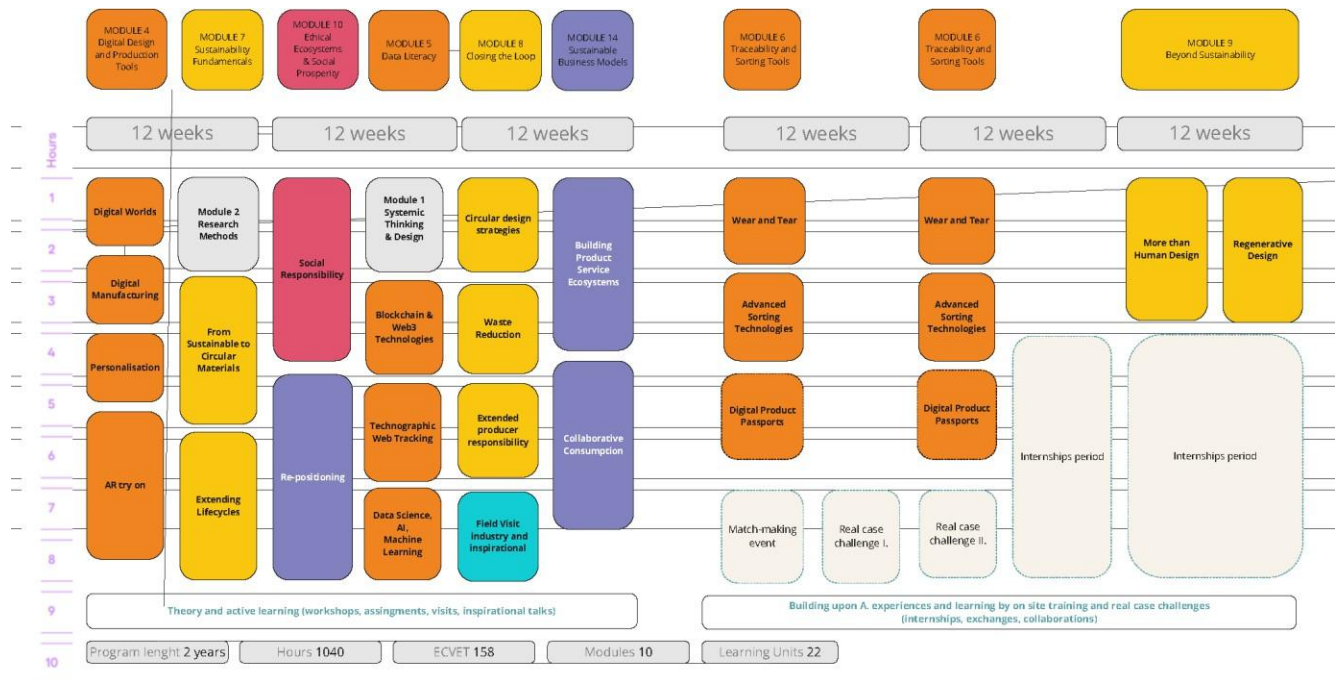 MODULE 4
Digital Design
and Production
Tools
MODULE 7
Sustainability
Fundamentals
MODULE 10
Ethical
Ecosystems
& Social
Prosperity
MODULE 5
Data Literacy
MODULE 8
Closing the Loop
MODULE 14
Sustainable
Business Models
MODULE 6
Traceability and
Sorting Tools
MODULE 6
Traceability and
Sorting Tools
MODULE 9
Beyond Sustainability
Hours
12 weeks
12 weeks
12 weeks
12 weeks
12 weeks
12 weeks
1
2
3
4
5
6
7
8
9
10
Digital Worlds
Digital
Manufacturing
Personalisation
AR try on
Module 2
Research
Methods
From
Sustainable to
Circular
Materials
Extending
Lifecycles
Social
Responsibility
Re-positioning
Module 1
Systemic
Thinking
& Design
Blockchain &
Web3
Technologies
Technographic
Web Tracking
Data Science,
AI,
Machine
Learning
Circular design
strategies
Waste
Reduction
Extended
producer
responsibility
Field Visit
industry and
inspirational
Building
Product
Service
Ecosystems
Collaborative
Consumption
Wear and Tear
Advanced
Sorting
Technologies
Digital Product
Passports
Match-making
event
Real case
challenge I.
Wear and Tear
Advanced
Sorting
Technologies
Digital Product
Passports
Real case
challenge II.
Internships period
More than
Human Design
Regenerative
Design
Internships period
Theory and active learning (workshops, assingments, visits, inspirational talks)
Building upon A. experiences and learning by on site training and real case challenges
(internships, exchanges, collaborations)
Program lenght 2 years
Hours 1040
ECVET 158
Modules 10
Learning Units 22